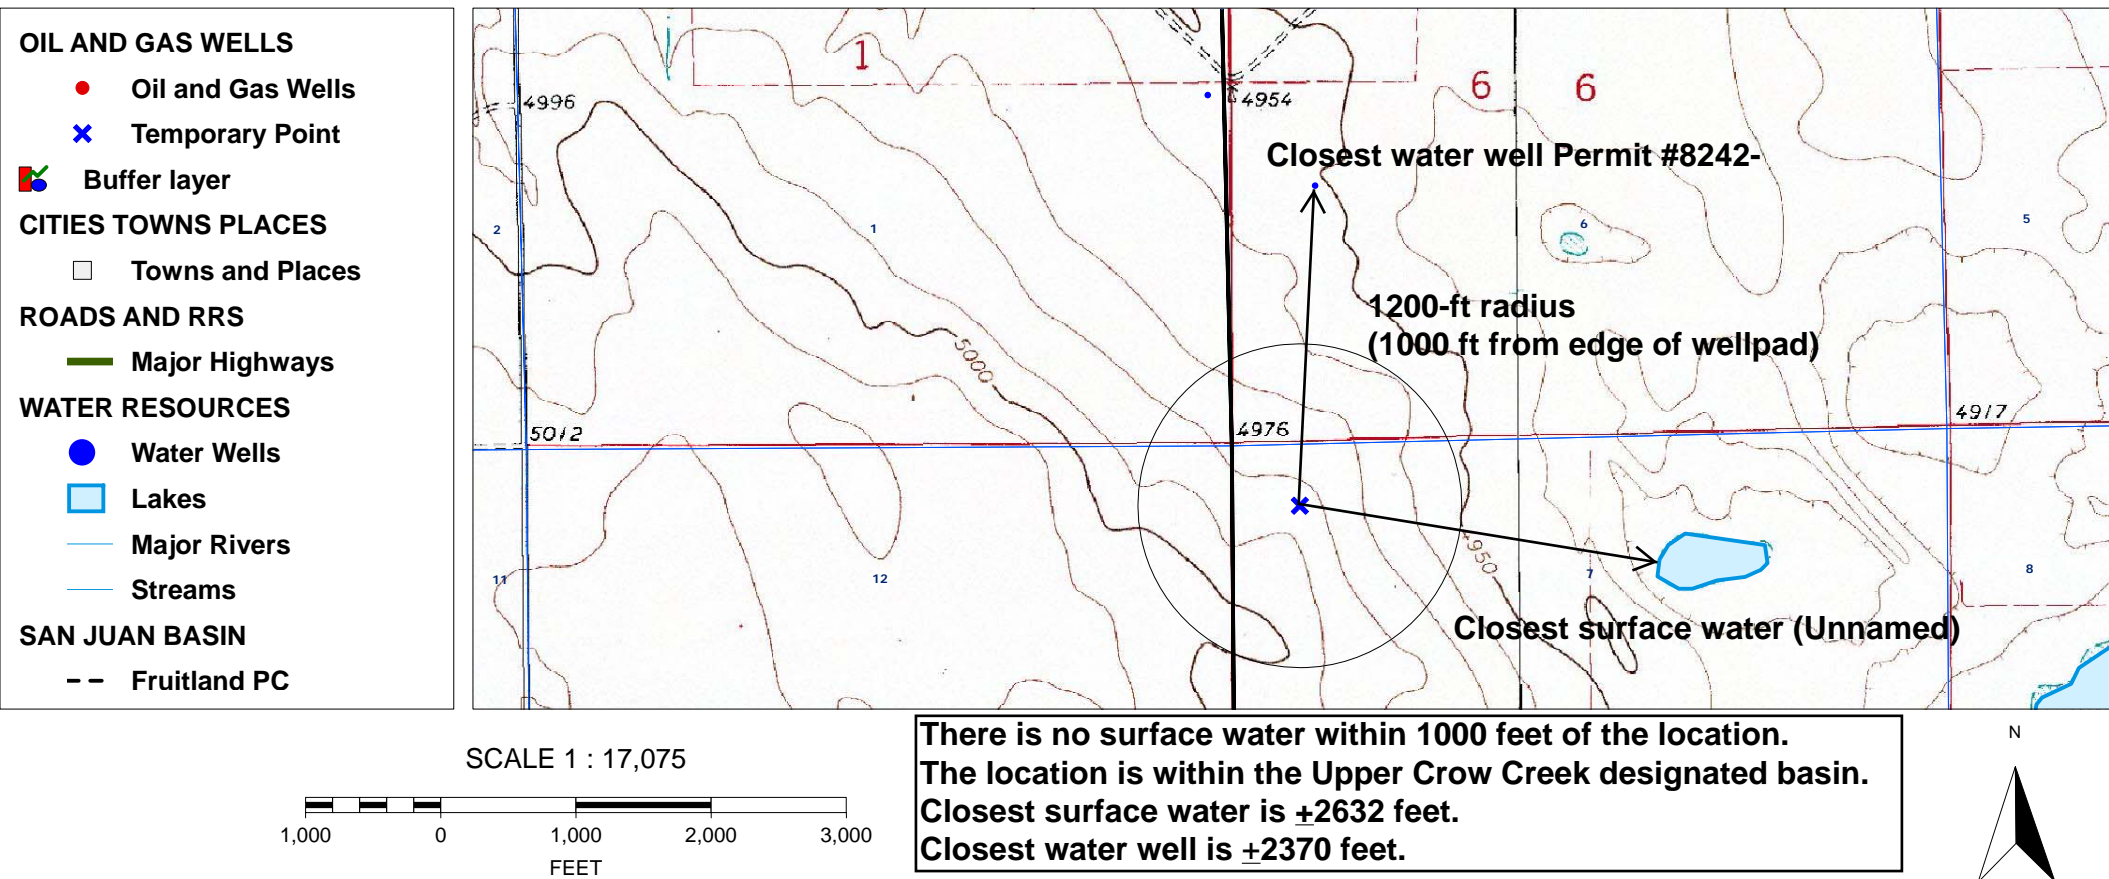 OIL AND GAS WELLS
Oil and Gas Wells
Temporary Point
Buffer layer
CITIES TOWNS PLACES
Towns and Places
ROADS AND RRS
Major Highways
WATER RESOURCES
Water Wells
Lakes
Major Rivers
Streams
SAN JUAN BASIN
Fruitland PC
1
6 6
4996
4954
Closest water well Permit #8242-
2
1
6
5
1200-ft radius
(1000 ft from edge of wellpad)
5000
5012
4976
4917
950
11
12
7
8
Closest surface water (Unnamed)
SCALE 1 : 17,075
1,000 0 1,000 2,000 3,000
FEET
There is no surface water within 1000 feet of the location.
The location is within the Upper Crow Creek designated basin.
Closest surface water is ±2632 feet.
Closest water well is ±2370 feet.
N